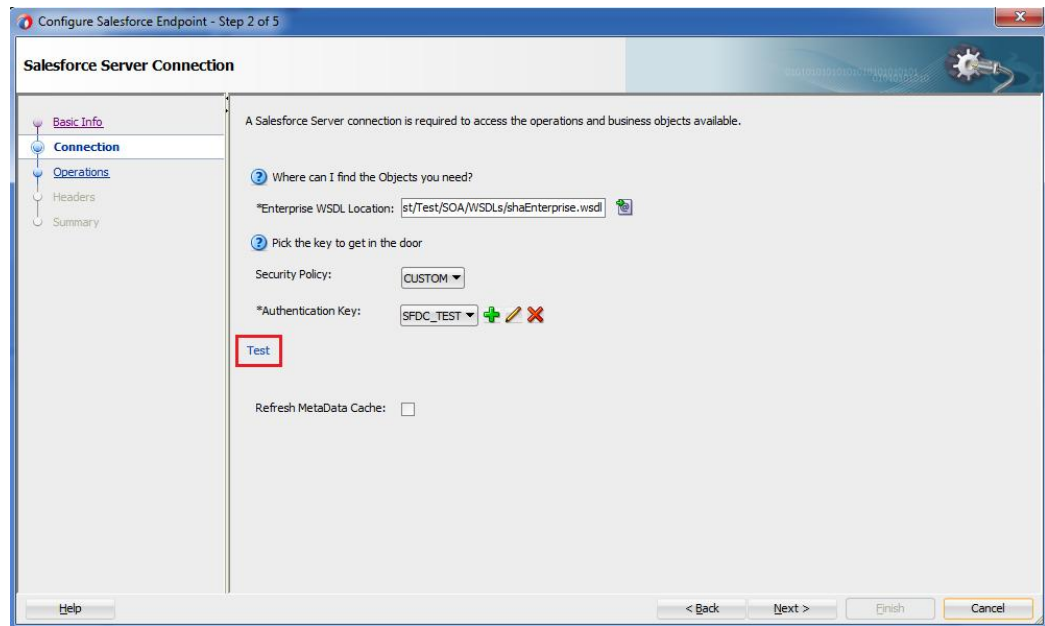 Configure Salesforce Endpoint - Step 2 of 5
Salesforce Server Connection
Basic Info
Connection
Operations
Headers
Summary
A Salesforce Server connection is required to access the operations and business objects available.
Where can I find the Objects you need?
*Enterprise WSDL Location: st/Test/SOA/WSDLs/shaEnterprise.wsdl
Pick the key to get in the door
Security Policy: CUSTOM
*Authentication Key: SFDC_TEST
Test
Refresh MetaData Cache:
Help < Back Next > Finish Cancel